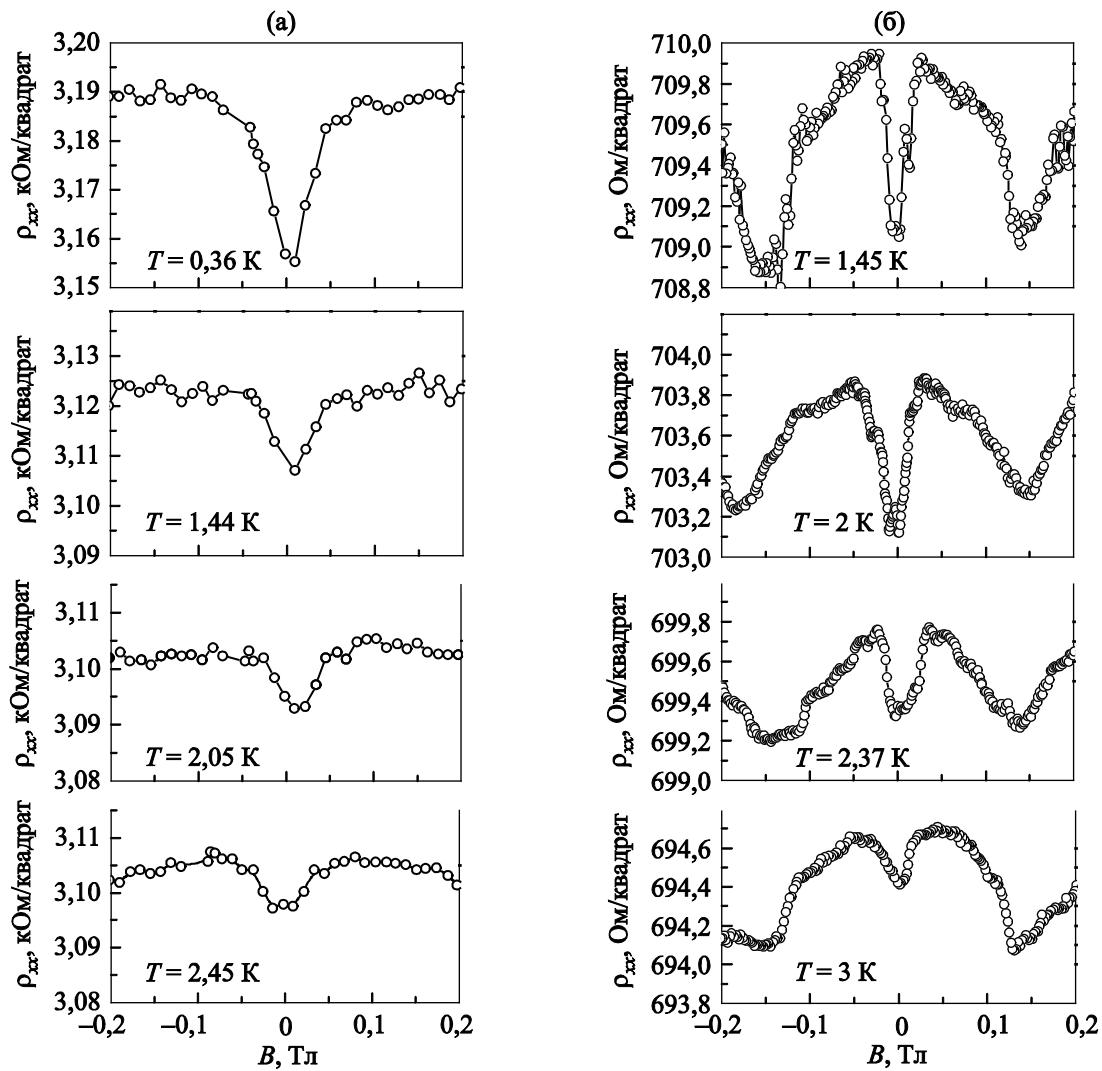 (а)
3,20
3,19
3,18
3,17
3,16
3,15
ρxx, кОм/квадрат
T = 0,36 К
3,13
3,12
3,11
3,10
3,09
ρxx, кОм/квадрат
T = 1,44 К
3,11
3,10
3,09
3,08
ρxx, кОм/квадрат
T = 2,05 К
3,11
3,10
3,09
3,08
ρxx, кОм/квадрат
T = 2,45 К
–0,2 –0,1 0 0,1 0,2
B, Тл
(б)
710,0
709,8
709,6
709,4
709,2
709,0
708,8
ρxx, Ом/квадрат
T = 1,45 К
704,0
703,8
703,6
703,4
703,2
703,0
ρxx, Ом/квадрат
T = 2 К
699,8
699,6
699,4
699,2
699,0
ρxx, Ом/квадрат
T = 2,37 К
694,6
694,4
694,2
694,0
693,8
ρxx, Ом/квадрат
T = 3 К
–0,2 –0,1 0 0,1 0,2
B, Тл